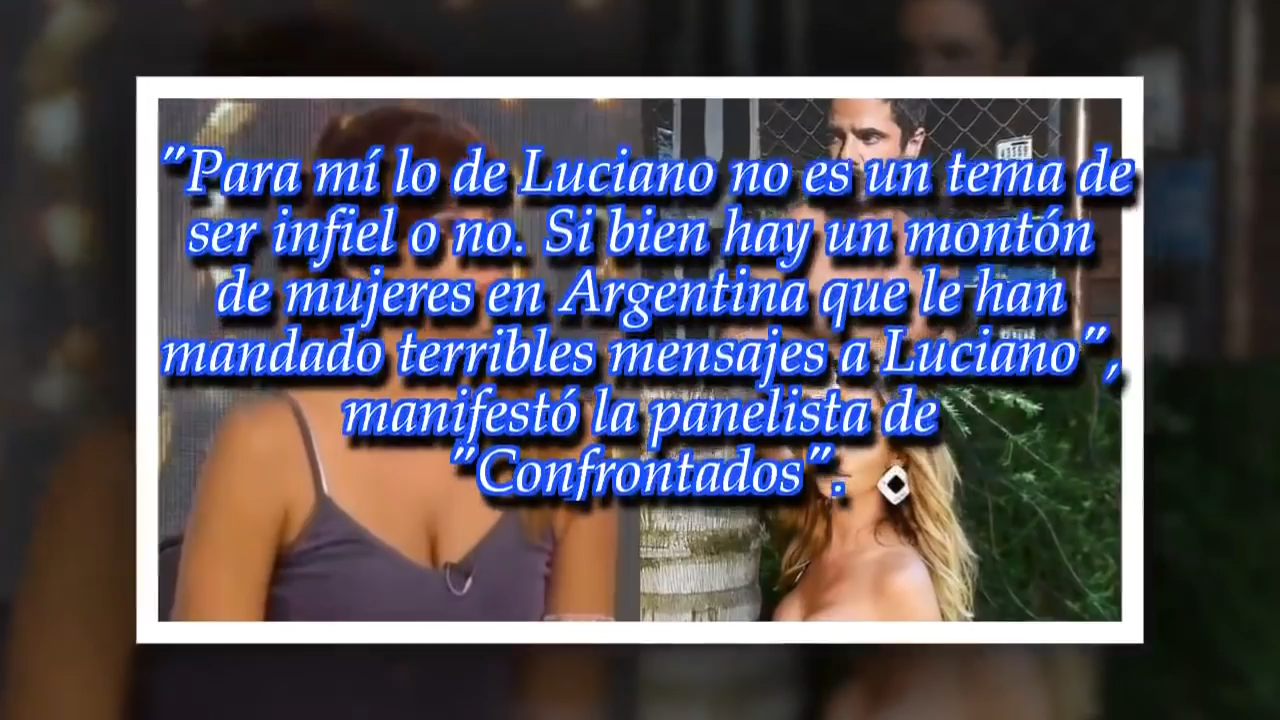 "Para mí lo de Luciano no es un tema de
ser infiel o no. Si bien hay un montón
de mujeres en Argentina que le han
mandado terribles mensajes a Luciano",
manifestó la panelista de
"Confrontados".